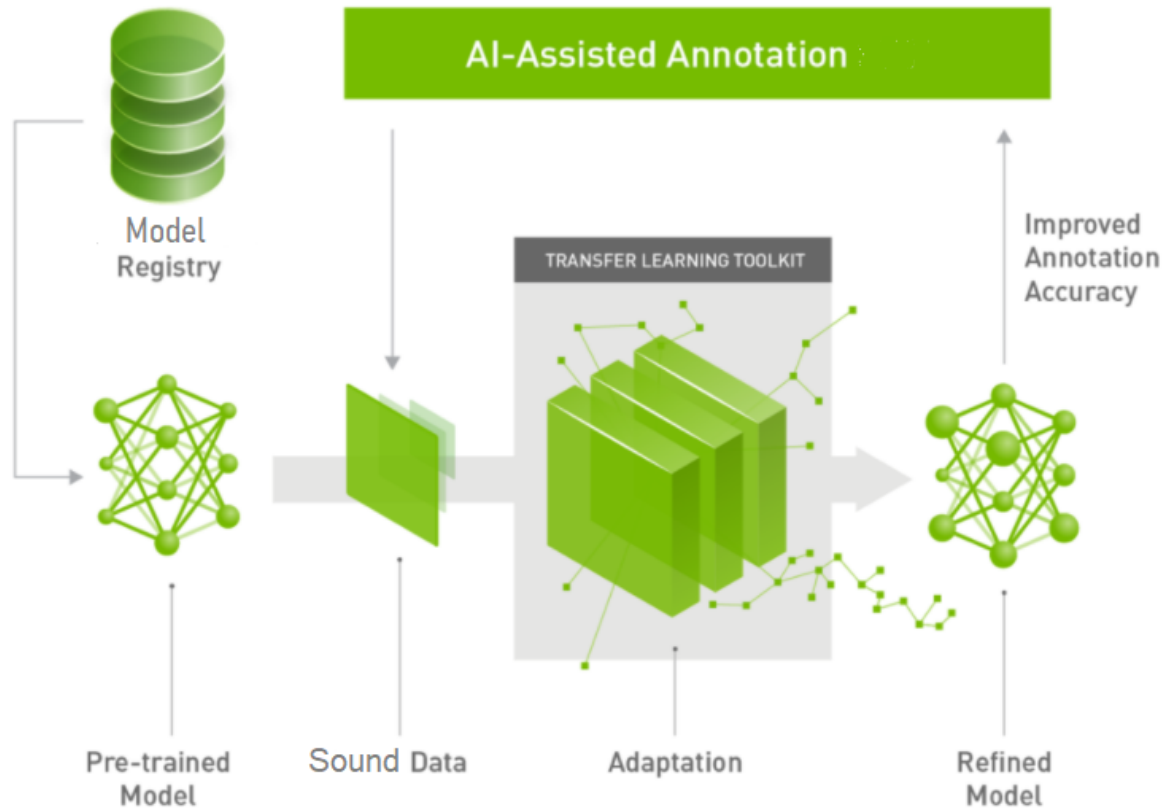 AI-Assisted Annotation
Model
Registry
TRANSFER LEARNING TOOLKIT
Improved
Annotation
Accuracy
Pre-trained
Model
Sound Data
Adaptation
Refined
Model